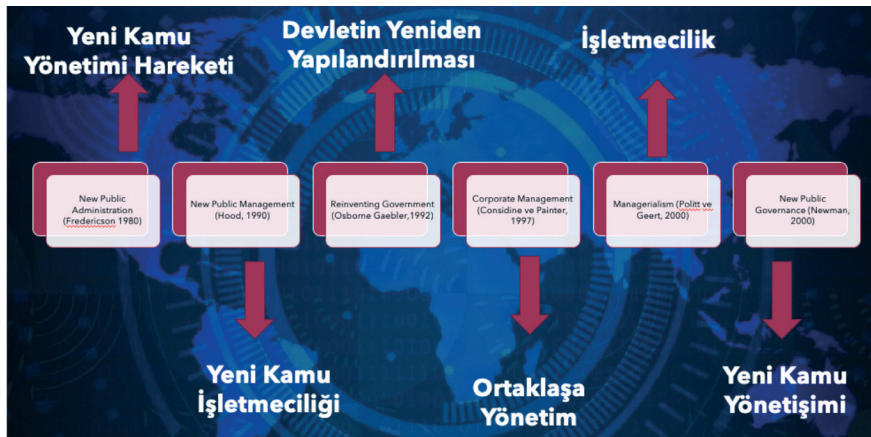 Yeni Kamu
Yönetimi Hareketi
Devletin Yeniden
Yapılandırılması
İşletmecilik
New Public
Administration
(Fredericson 1980)
New Public Management
(Hood, 1990)
Reinventing Government
(Osborne Gaebler,1992)
Corporate Management
(Considine ve Painter,
1997)
Managerialism (Politt ve
Geert, 2000)
New Public
Governance (Newman,
2000)
Yeni Kamu
İşletmeciliği
Ortaklaşa
Yönetim
Yeni Kamu
Yönetişimi